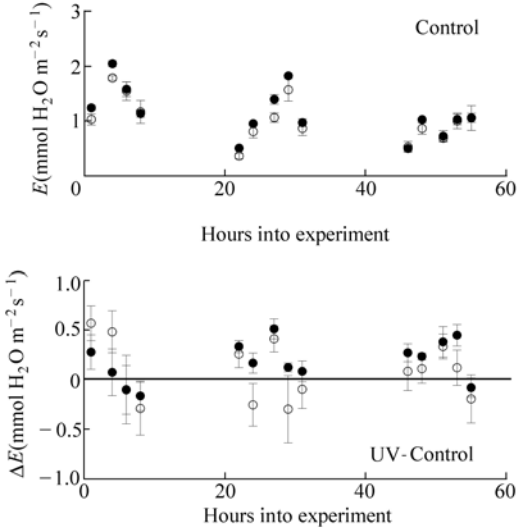 Control
E(mmol H₂O m⁻² s⁻¹)
3
2
1
0
20
40
60
Hours into experiment
ΔE(mmol H₂O m⁻² s⁻¹)
1.0
0.5
0
−0.5
−1.0
UV-Control
0
20
40
60
Hours into experiment